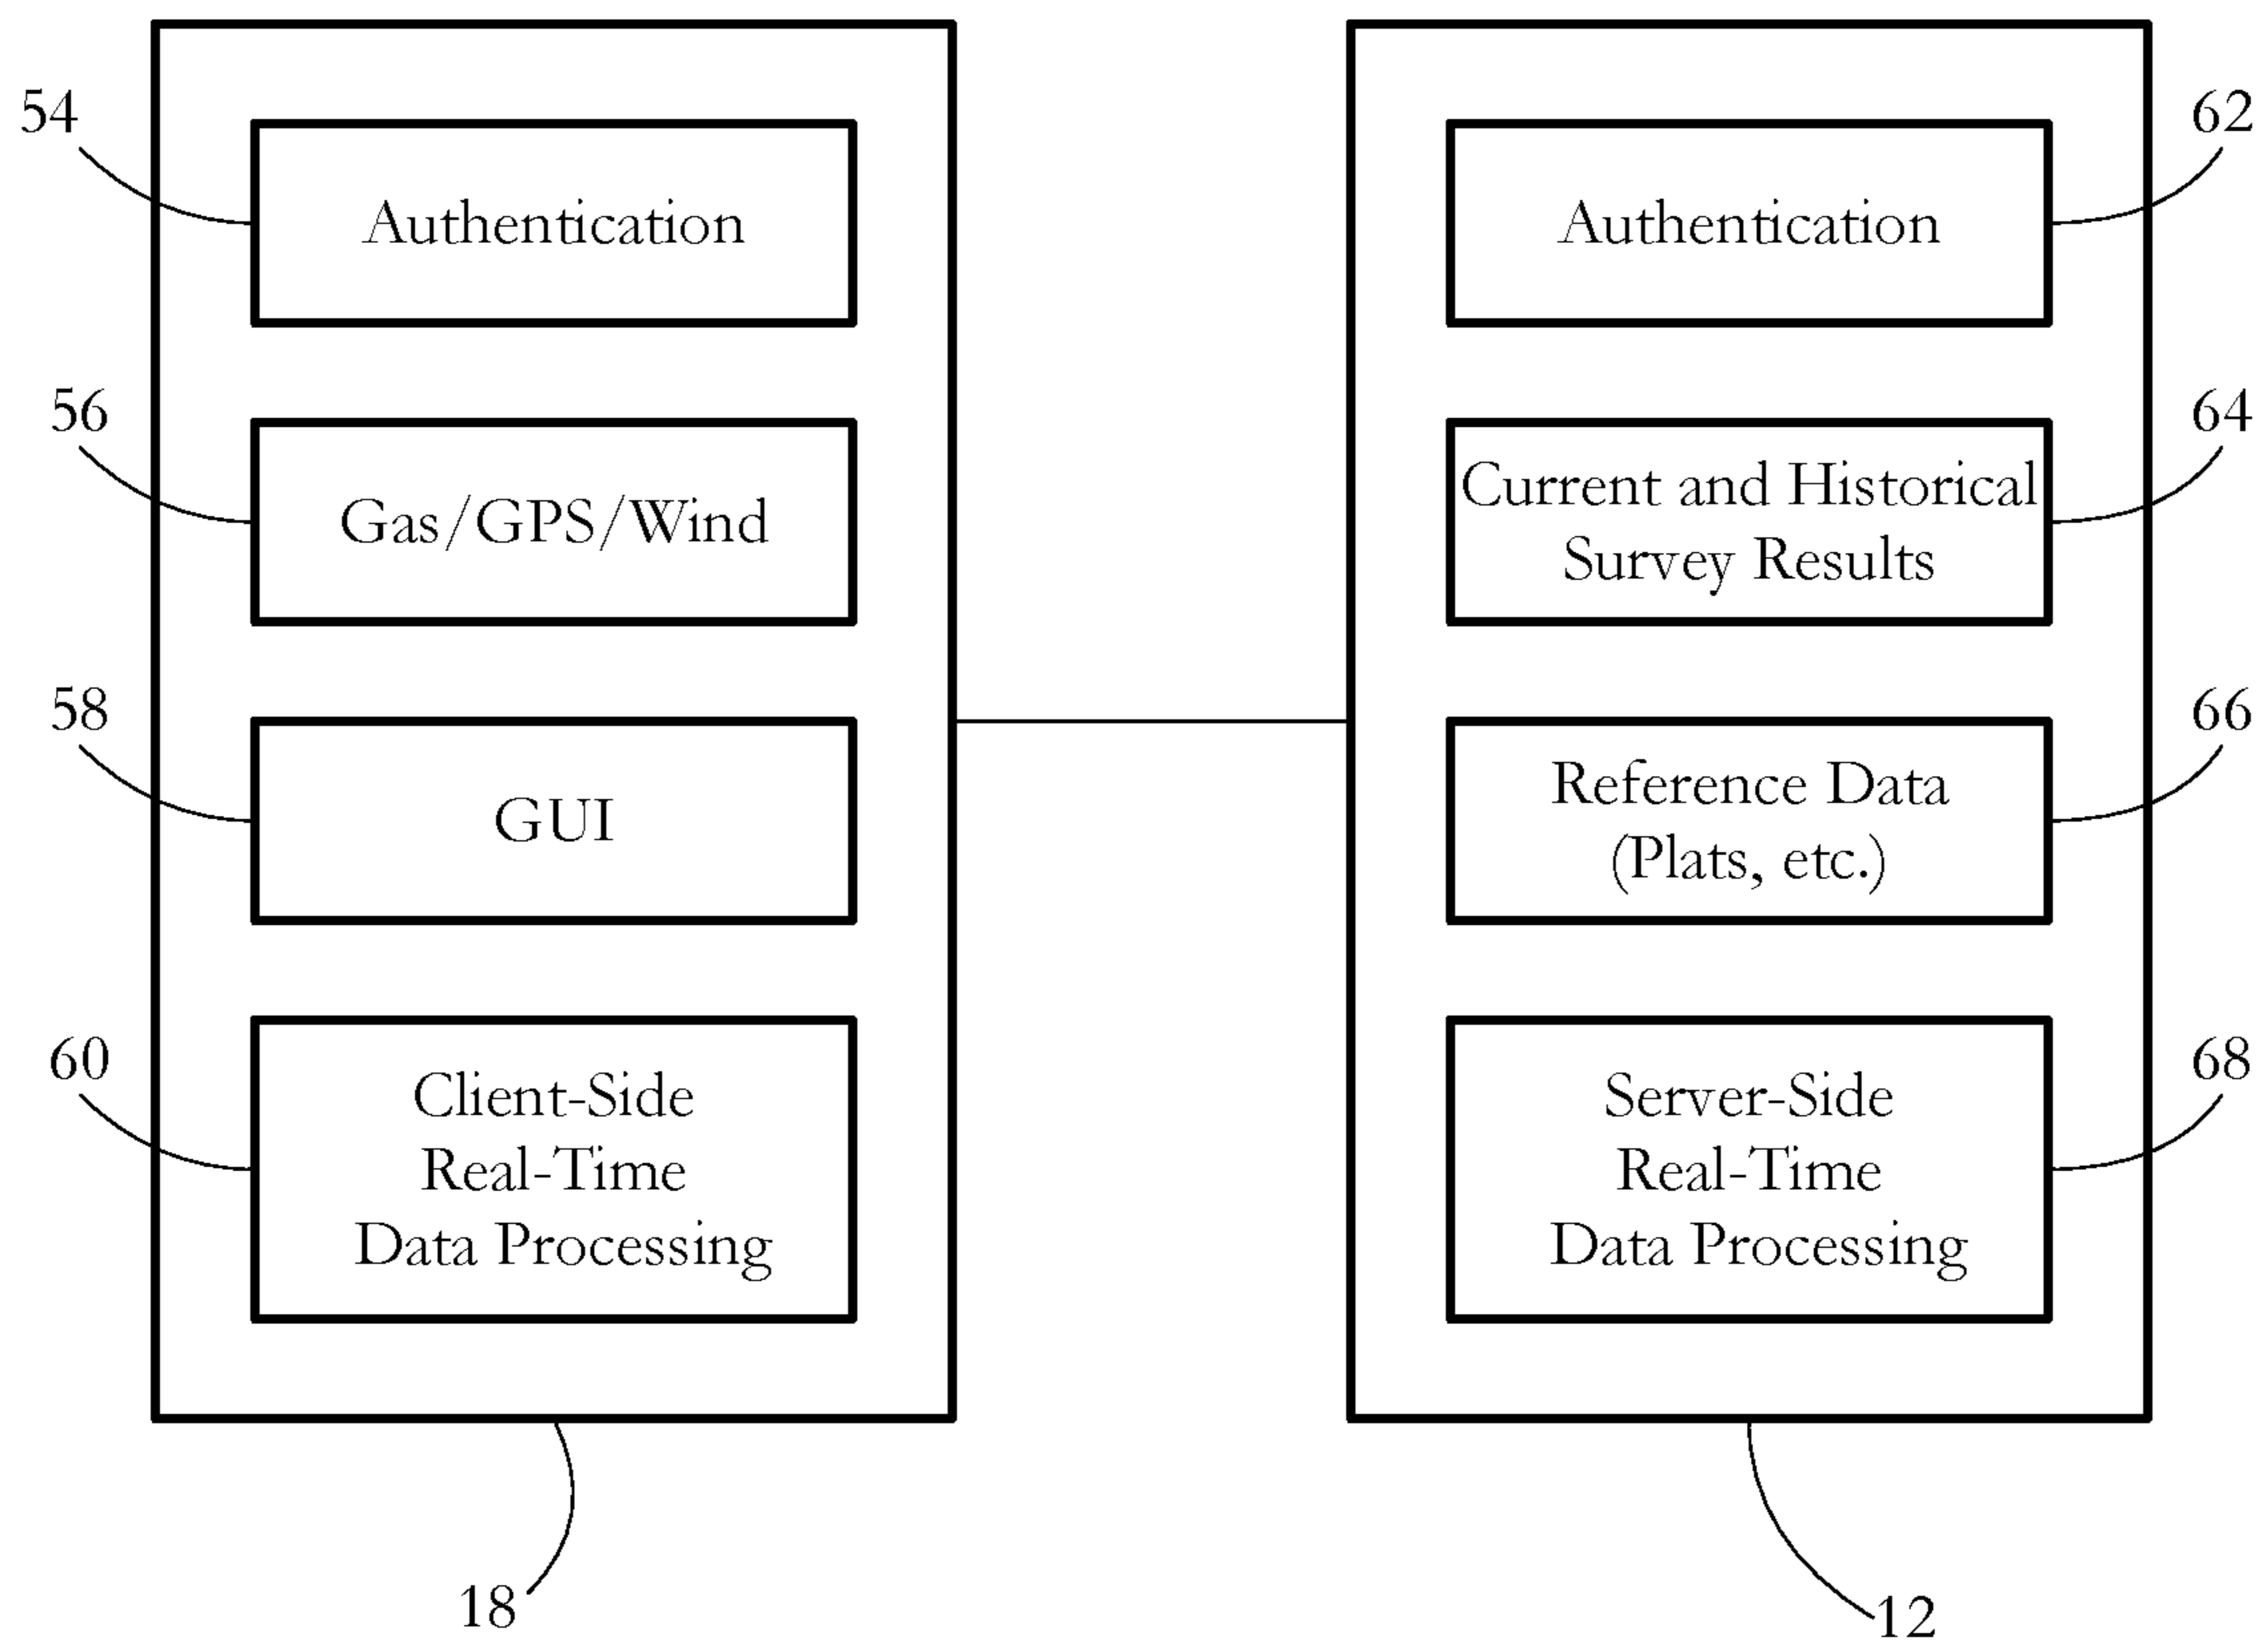 54
Authentication
56
Gas/GPS/Wind
58
GUI
60
Client-Side
Real-Time
Data Processing
18
62
Authentication
64
Current and Historical
Survey Results
66
Reference Data
(Plats, etc.)
68
Server-Side
Real-Time
Data Processing
12